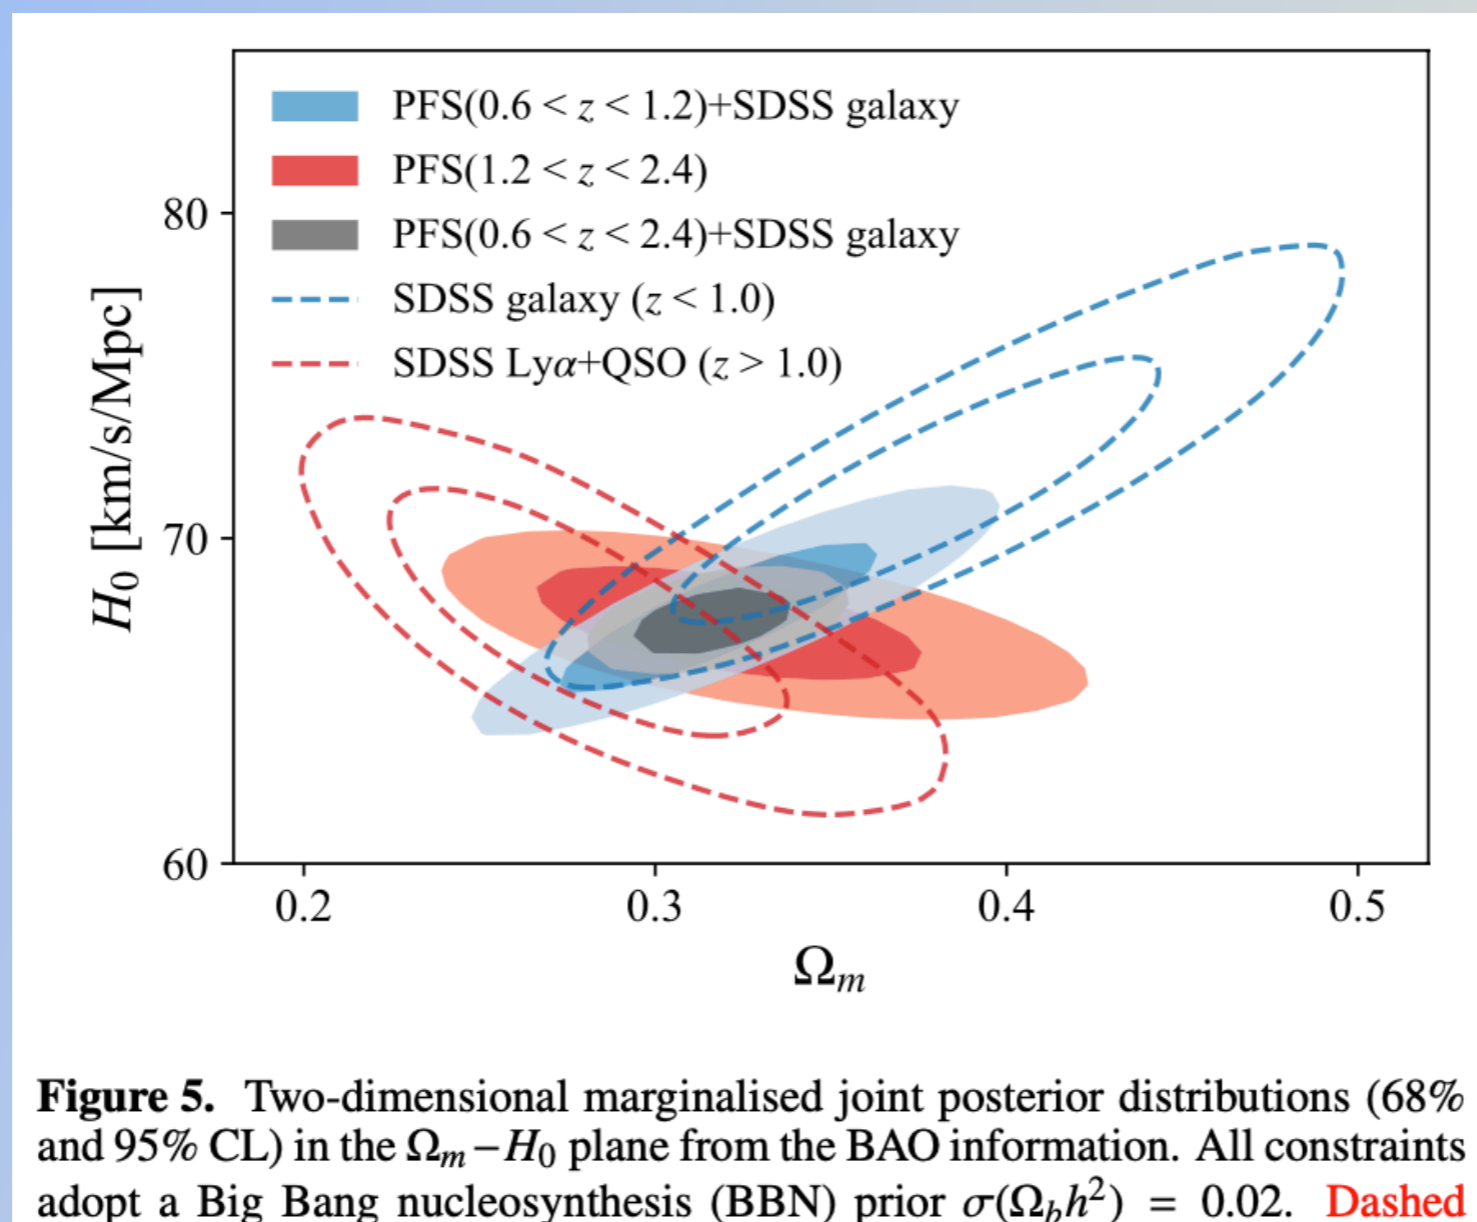 PFS(0.6 < z < 1.2)+SDSS galaxy
PFS(1.2 < z < 2.4)
PFS(0.6 < z < 2.4)+SDSS galaxy
SDSS galaxy (z < 1.0)
SDSS Lyα+QSO (z > 1.0)
80
70
60
H₀ [km/s/Mpc]
0.2 0.3 0.4 0.5
Ωₘ
Figure 5. Two-dimensional marginalised joint posterior distributions (68%
and 95% CL) in the Ωₘ−H₀ plane from the BAO information. All constraints
adopt a Big Bang nucleosynthesis (BBN) prior σ(Ω_b h²) = 0.02. Dashed